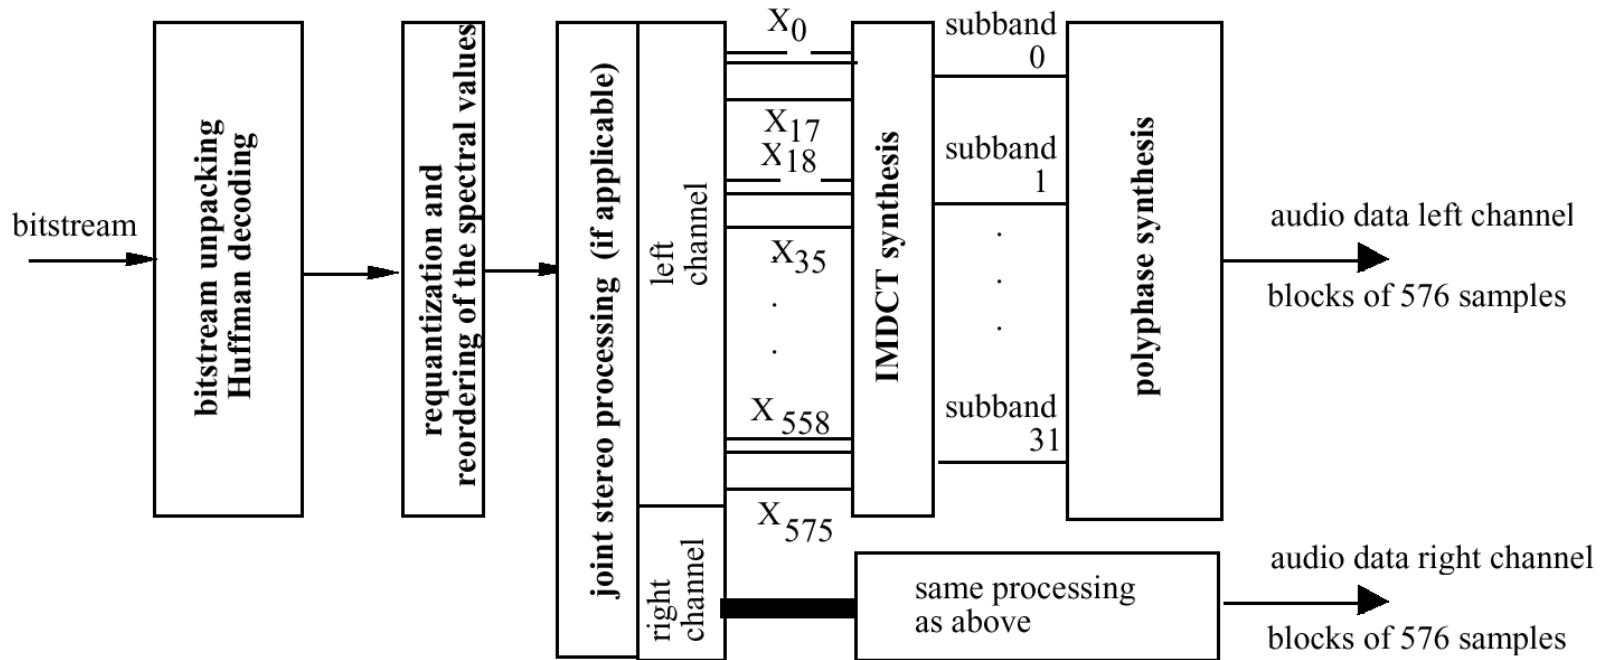 bitstream
bitstream unpacking
Huffman decoding
requantization and
reordering of the spectral values
joint stereo processing (if applicable)
left
channel
right
channel
X0
X17
X18
X35
.
.
.
X 558
X 575
IMDCT synthesis
subband
0
subband
1
.
.
.
subband
31
polyphase synthesis
audio data left channel
blocks of 576 samples
same processing
as above
audio data right channel
blocks of 576 samples